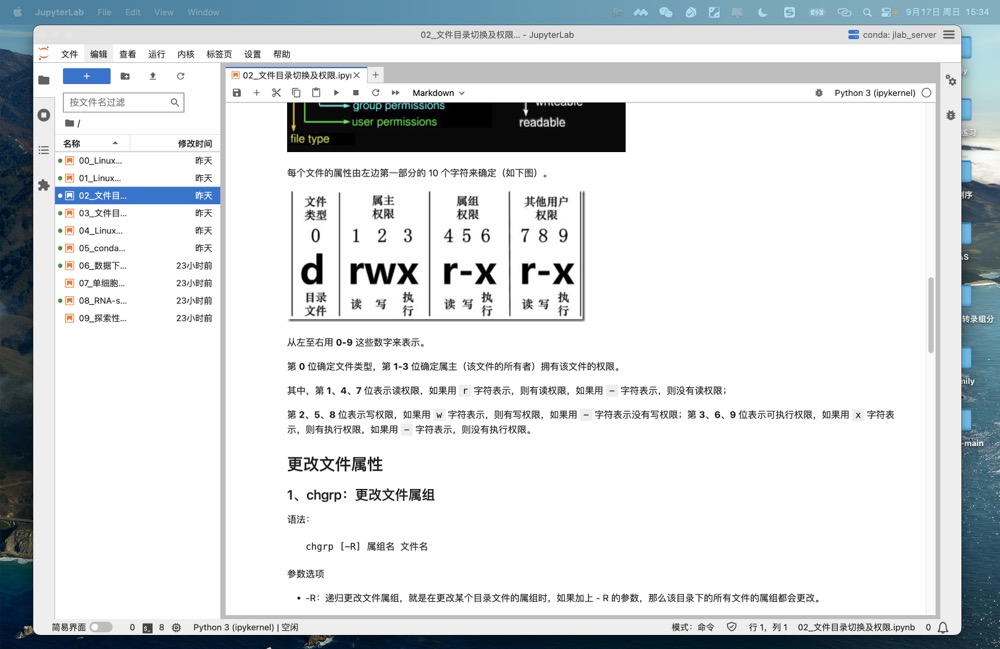 JupyterLab File Edit View Window
9月17日 周日 15:34
02_文件目录切换及权限... - JupyterLab
conda: jlab_server
文件 编辑 查看 运行 内核 标签页 设置 帮助
02_文件目录切换及权限.ipyn
按文件名过滤
Markdown
Python 3 (ipykernel)
/
名称 修改时间
00_Linux... 昨天
01_Linux... 昨天
02_文件目... 昨天
03_文件目... 昨天
04_Linux... 昨天
05_conda... 昨天
06_数据下... 23小时前
07_单细胞... 23小时前
08_RNA-s... 23小时前
09_探索性... 23小时前
group permissions
writeable
user permissions
readable
file type
每个文件的属性由左边第一部分的 10 个字符来确定（如下图）。
文件 属主 属组 其他用户
类型 权限 权限 权限
0 1 2 3 4 5 6 7 8 9
d rwx r-x r-x
目录 读 写 执 读 写 执 读 写 执
文件 行 行 行
从左至右用 0-9 这些数字来表示。
第 0 位确定文件类型，第 1-3 位确定属主（该文件的所有者）拥有该文件的权限。
其中，第 1、4、7 位表示读权限，如果用 r 字符表示，则有读权限，如果用 - 字符表示，则没有读权限；
第 2、5、8 位表示写权限，如果用 w 字符表示，则有写权限，如果用 - 字符表示没有写权限；第 3、6、9 位表示可执行权限，如果用 x 字符表
示，则有执行权限，如果用 - 字符表示，则没有执行权限。
更改文件属性
1、chgrp：更改文件属组
语法：
chgrp [-R] 属组名 文件名
参数选项
• -R：递归更改文件属组，就是在更改某个目录文件的属组时，如果加上 - R 的参数，那么该目录下的所有文件的属组都会更改。
简易界面 0 8 Python 3 (ipykernel) | 空闲
模式：命令 行 1，列 1 02_文件目录切换及权限.ipynb 0
转录组分
-main